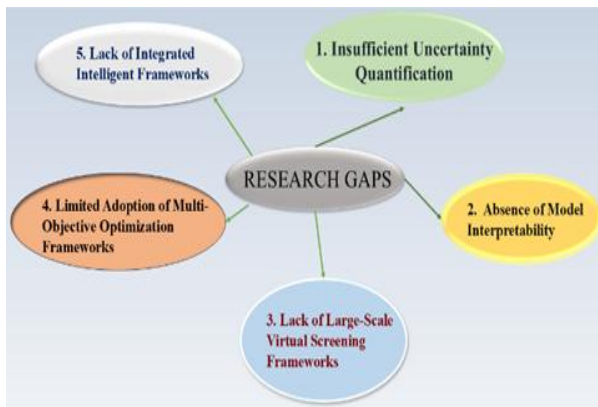 5. Lack of Integrated
Intelligent Frameworks
1. Insufficient Uncertainty
Quantification
RESEARCH GAPS
4. Limited Adoption of Multi-
Objective Optimization
Frameworks
2. Absence of Model
Interpretability
3. Lack of Large-Scale
Virtual Screening
Frameworks